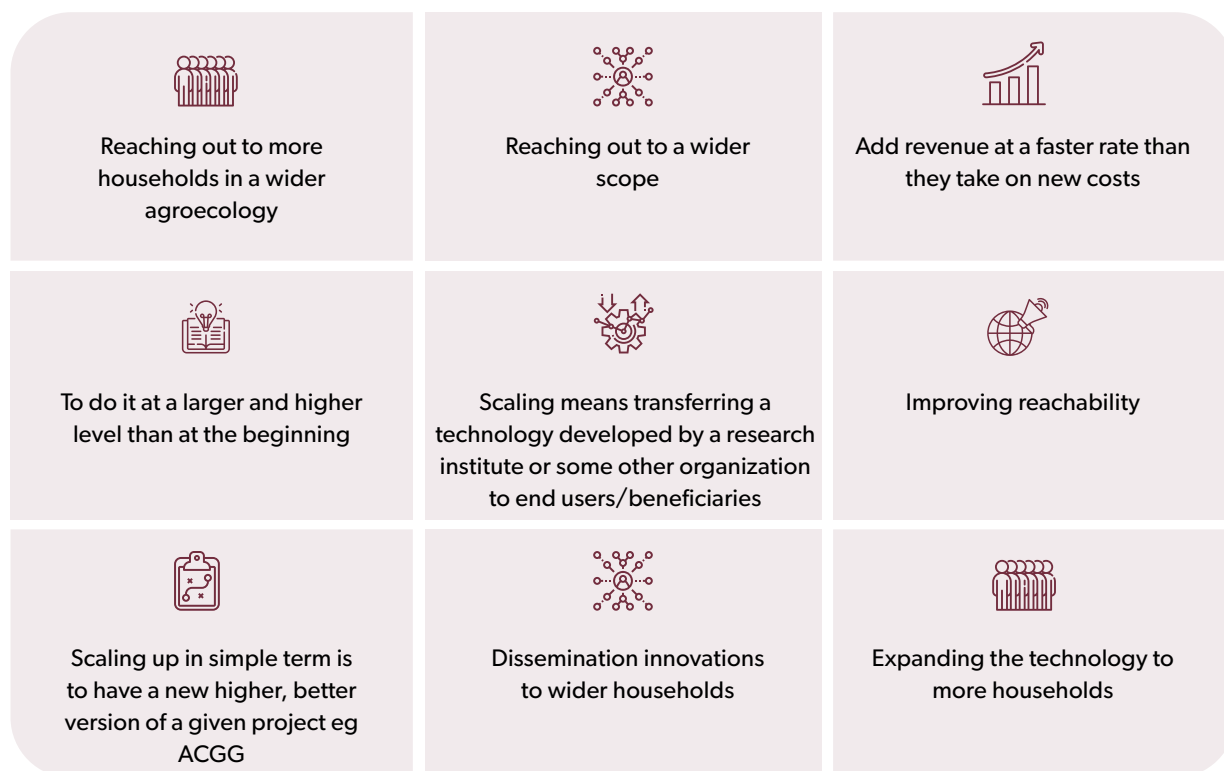 Reaching out to more
households in a wider
agroecology
Reaching out to a wider
scope
Add revenue at a faster rate than
they take on new costs
To do it at a larger and higher
level than at the beginning
Scaling means transferring a
technology developed by a research
institute or some other organization
to end users/beneficiaries
Improving reachability
Scaling up in simple term is
to have a new higher, better
version of a given project eg
ACGG
Dissemination innovations
to wider households
Expanding the technology to
more households